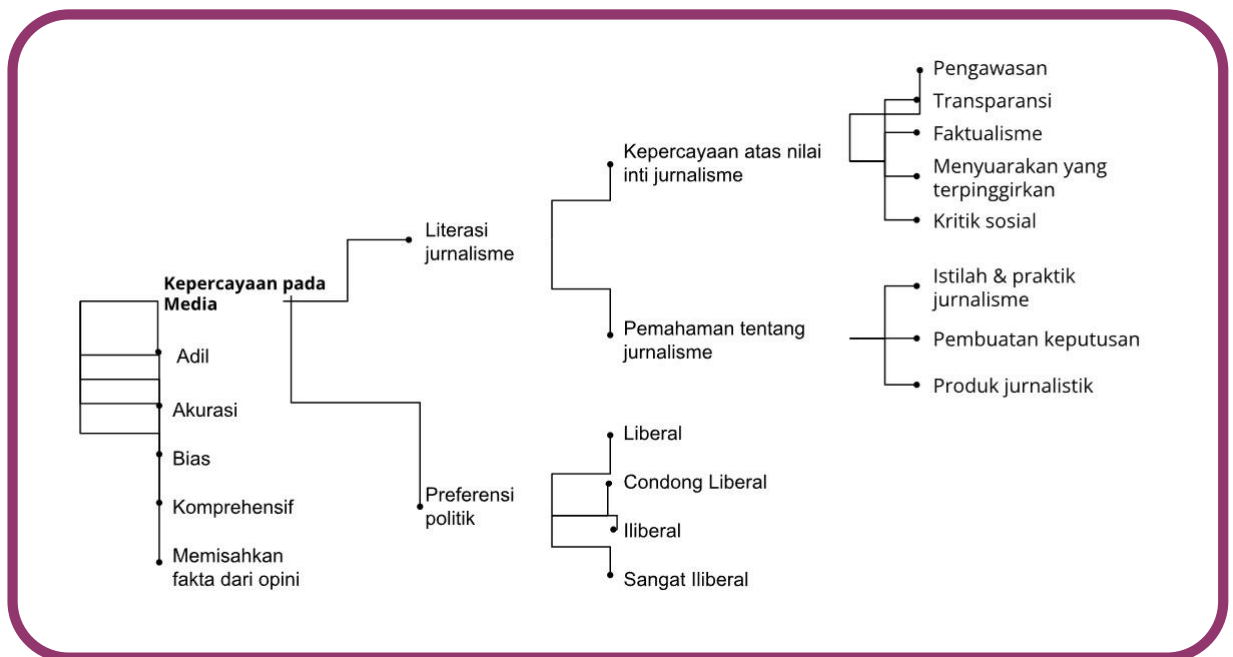 Kepercayaan pada
Media
Adil
Akurasi
Bias
Komprehensif
Memisahkan
fakta dari opini
Literasi
jurnalisme
Preferensi
politik
Kepercayaan atas nilai
inti jurnalisme
Pemahaman tentang
jurnalisme
Liberal
Condong Liberal
Iliberal
Sangat Iliberal
Pengawasan
Transparansi
Faktualisme
Menyuarakan yang
terpinggirkan
Kritik sosial
Istilah & praktik
jurnalisme
Pembuatan keputusan
Produk jurnalistik